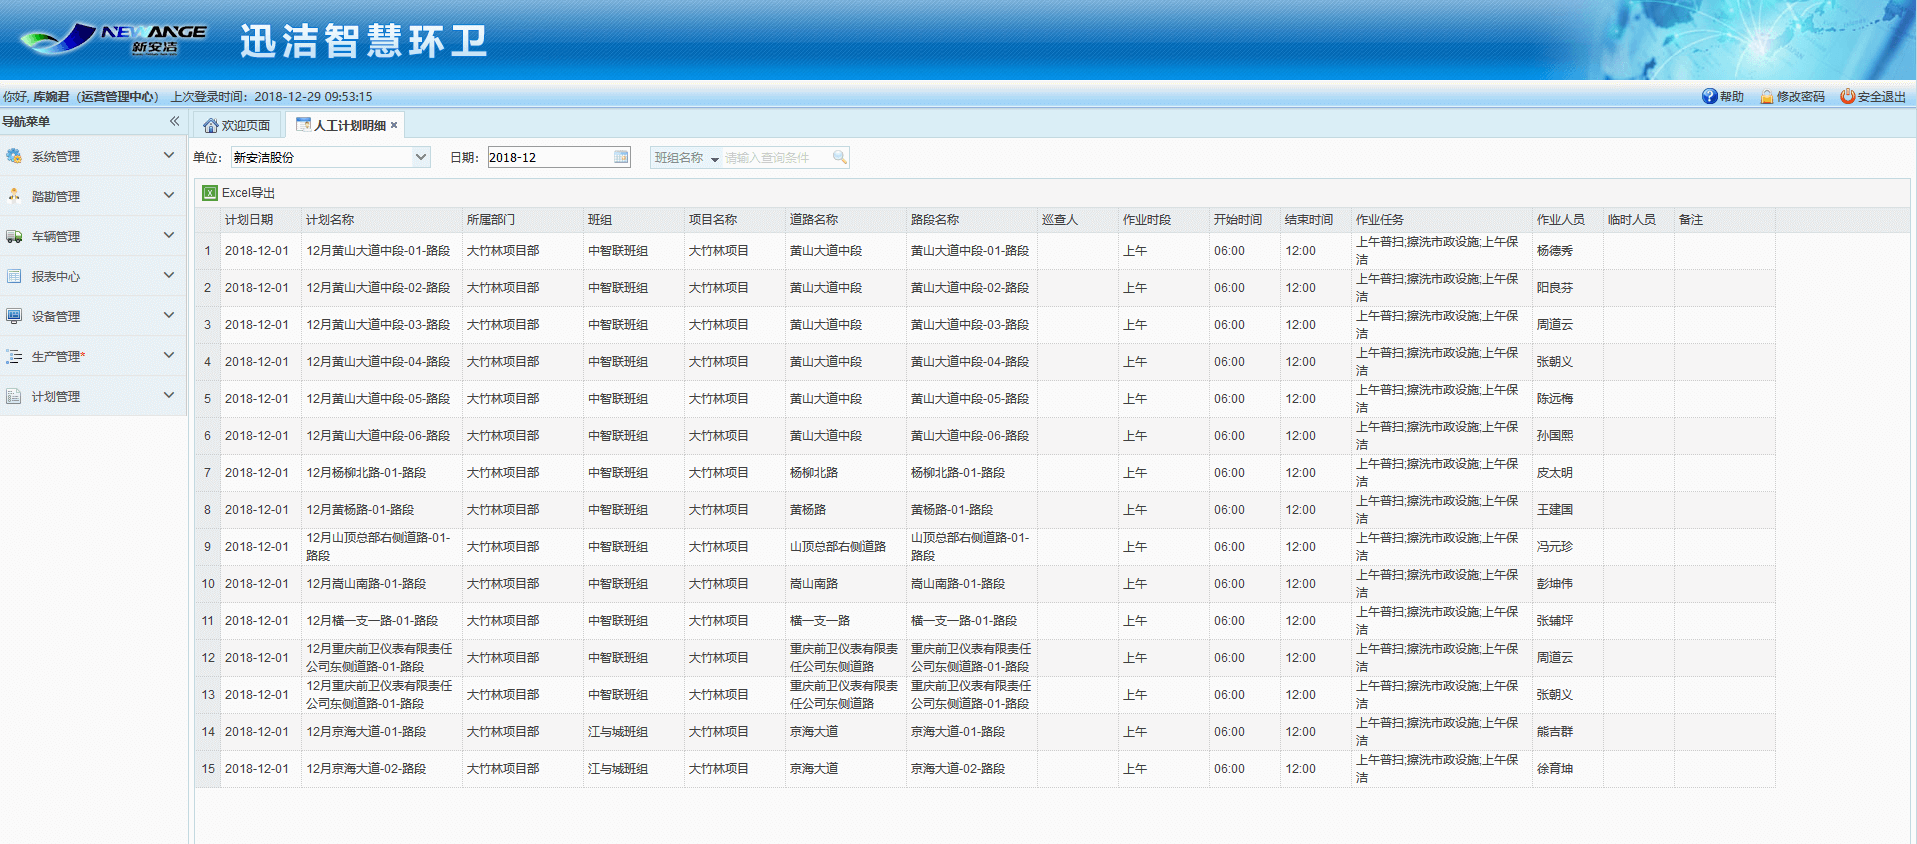 NEWANGE
新安洁
迅洁智慧环卫
你好, 库婉君（运营管理中心） 上次登录时间：2018-12-29 09:53:15 帮助 修改密码 安全退出
导航菜单
系统管理
踏勘管理
车辆管理
报表中心
设备管理
生产管理*
计划管理
欢迎页面 人工计划明细
单位： 新安洁股份 日期： 2018-12 班组名称 请输入查询条件
Excel导出
计划日期 计划名称 所属部门 班组 项目名称 道路名称 路段名称 巡查人 作业时段 开始时间 结束时间 作业任务 作业人员 临时人员 备注
1 2018-12-01 12月黄山大道中段-01-路段 大竹林项目部 中智联班组 大竹林项目 黄山大道中段 黄山大道中段-01-路段 上午 06:00 12:00 上午普扫;擦洗市政设施;上午保洁 杨德秀
2 2018-12-01 12月黄山大道中段-02-路段 大竹林项目部 中智联班组 大竹林项目 黄山大道中段 黄山大道中段-02-路段 上午 06:00 12:00 上午普扫;擦洗市政设施;上午保洁 阳良芬
3 2018-12-01 12月黄山大道中段-03-路段 大竹林项目部 中智联班组 大竹林项目 黄山大道中段 黄山大道中段-03-路段 上午 06:00 12:00 上午普扫;擦洗市政设施;上午保洁 周道云
4 2018-12-01 12月黄山大道中段-04-路段 大竹林项目部 中智联班组 大竹林项目 黄山大道中段 黄山大道中段-04-路段 上午 06:00 12:00 上午普扫;擦洗市政设施;上午保洁 张朝义
5 2018-12-01 12月黄山大道中段-05-路段 大竹林项目部 中智联班组 大竹林项目 黄山大道中段 黄山大道中段-05-路段 上午 06:00 12:00 上午普扫;擦洗市政设施;上午保洁 陈远梅
6 2018-12-01 12月黄山大道中段-06-路段 大竹林项目部 中智联班组 大竹林项目 黄山大道中段 黄山大道中段-06-路段 上午 06:00 12:00 上午普扫;擦洗市政设施;上午保洁 孙国熙
7 2018-12-01 12月杨柳北路-01-路段 大竹林项目部 中智联班组 大竹林项目 杨柳北路 杨柳北路-01-路段 上午 06:00 12:00 上午普扫;擦洗市政设施;上午保洁 皮太明
8 2018-12-01 12月黄杨路-01-路段 大竹林项目部 中智联班组 大竹林项目 黄杨路 黄杨路-01-路段 上午 06:00 12:00 上午普扫;擦洗市政设施;上午保洁 王建国
9 2018-12-01 12月山顶总部右侧道路-01-路段 大竹林项目部 中智联班组 大竹林项目 山顶总部右侧道路 山顶总部右侧道路-01-路段 上午 06:00 12:00 上午普扫;擦洗市政设施;上午保洁 冯元珍
10 2018-12-01 12月嵩山南路-01-路段 大竹林项目部 中智联班组 大竹林项目 嵩山南路 嵩山南路-01-路段 上午 06:00 12:00 上午普扫;擦洗市政设施;上午保洁 彭坤伟
11 2018-12-01 12月横一支一路-01-路段 大竹林项目部 中智联班组 大竹林项目 横一支一路 横一支一路-01-路段 上午 06:00 12:00 上午普扫;擦洗市政设施;上午保洁 张辅坪
12 2018-12-01 12月重庆前卫仪表有限责任公司东侧道路-01-路段 大竹林项目部 中智联班组 大竹林项目 重庆前卫仪表有限责任公司东侧道路 重庆前卫仪表有限责任公司东侧道路-01-路段 上午 06:00 12:00 上午普扫;擦洗市政设施;上午保洁 周道云
13 2018-12-01 12月重庆前卫仪表有限责任公司东侧道路-01-路段 大竹林项目部 中智联班组 大竹林项目 重庆前卫仪表有限责任公司东侧道路 重庆前卫仪表有限责任公司东侧道路-01-路段 上午 06:00 12:00 上午普扫;擦洗市政设施;上午保洁 张朝义
14 2018-12-01 12月京海大道-01-路段 大竹林项目部 江与城班组 大竹林项目 京海大道 京海大道-01-路段 上午 06:00 12:00 上午普扫;擦洗市政设施;上午保洁 熊吉群
15 2018-12-01 12月京海大道-02-路段 大竹林项目部 江与城班组 大竹林项目 京海大道 京海大道-02-路段 上午 06:00 12:00 上午普扫;擦洗市政设施;上午保洁 徐育坤